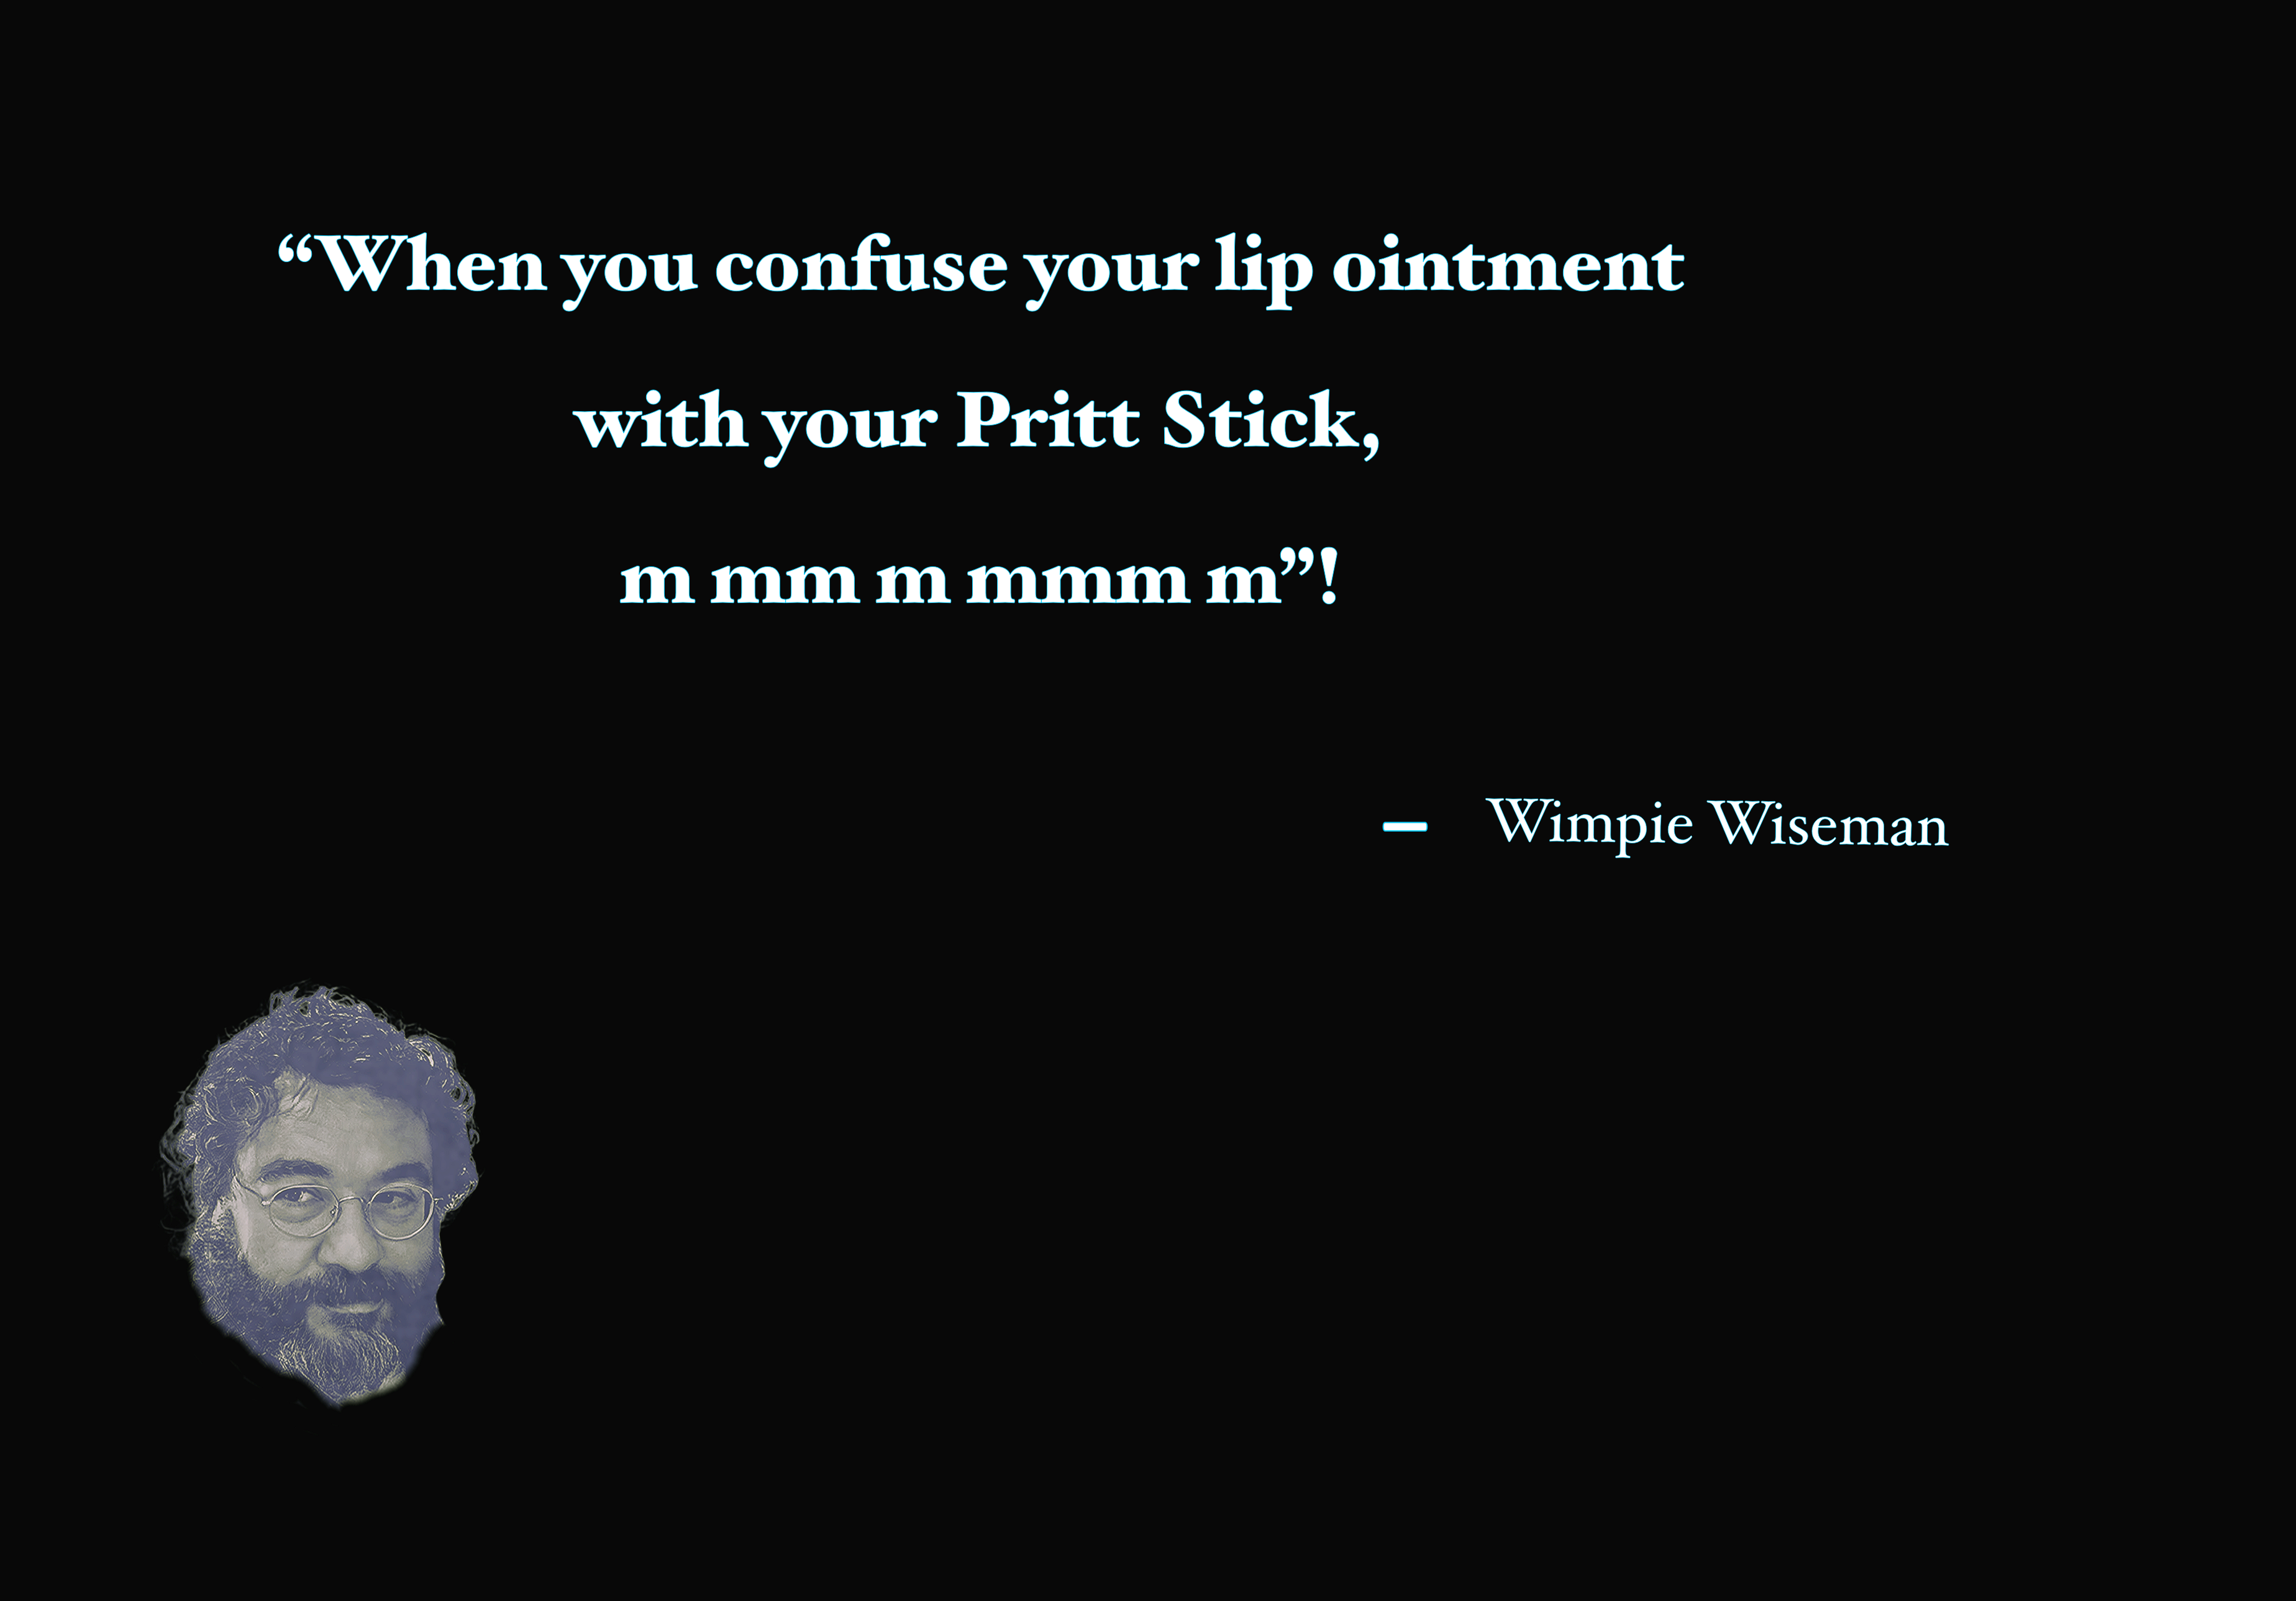 “When you confuse your lip ointment
with your Pritt Stick,
m mm m mmm m”!
– Wimpie Wiseman